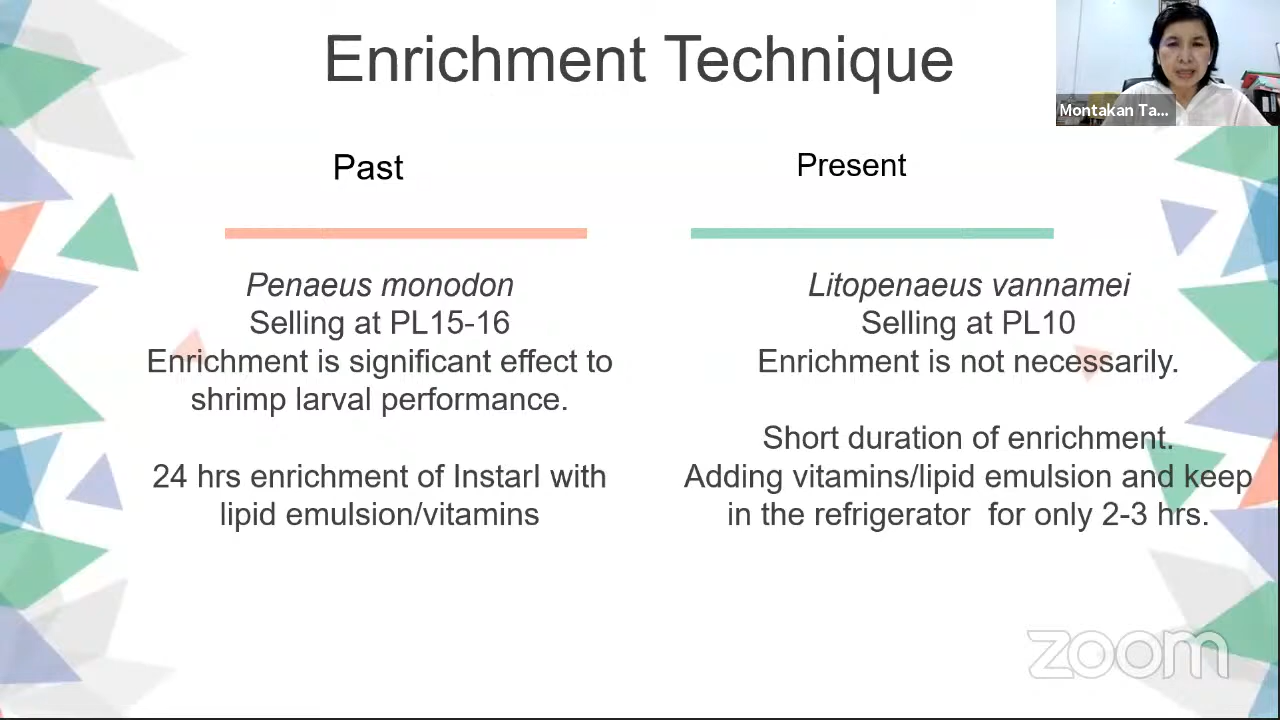 Enrichment Technique
Montakan Ta...
Past
Present
Penaeus monodon
Selling at PL15-16
Enrichment is significant effect to
shrimp larval performance.
24 hrs enrichment of InstarI with
lipid emulsion/vitamins
Litopenaeus vannamei
Selling at PL10
Enrichment is not necessarily.
Short duration of enrichment.
Adding vitamins/lipid emulsion and keep
in the refrigerator for only 2-3 hrs.
zoom